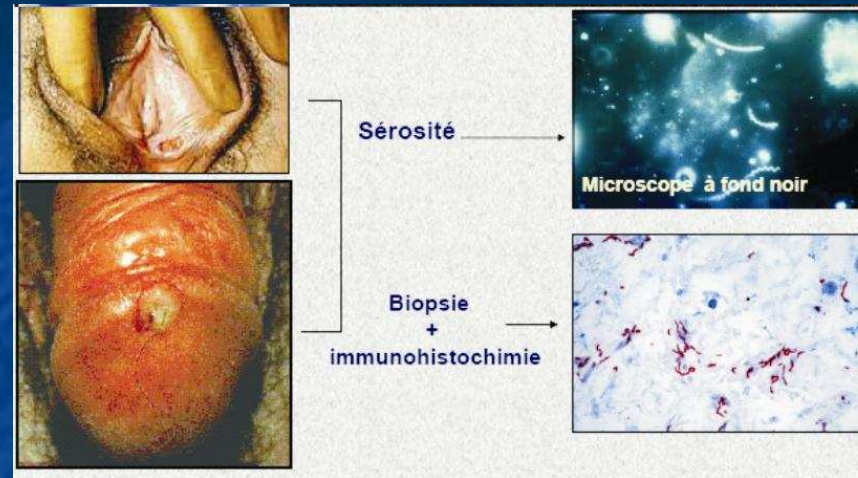 Sérosité
Microscope à fond noir
Biopsie
+
immunohistochimie